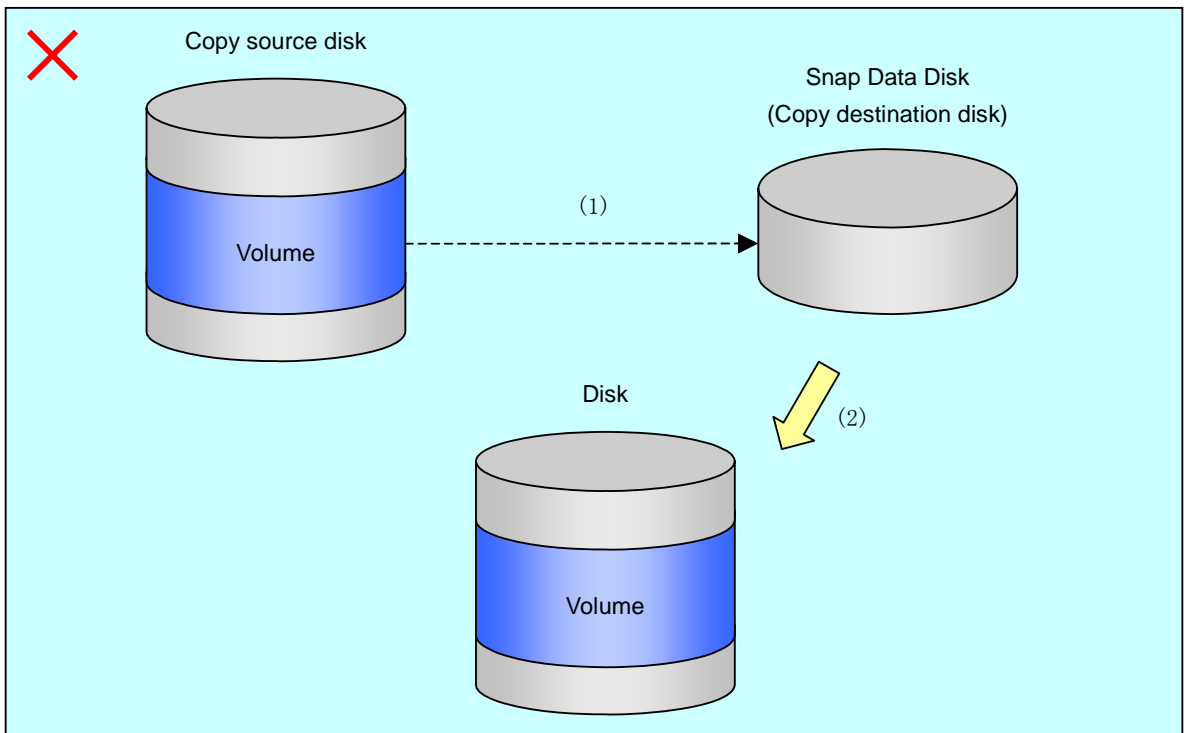 Copy source disk
Snap Data Disk
(Copy destination disk)
(1)
Volume
Disk
(2)
Volume